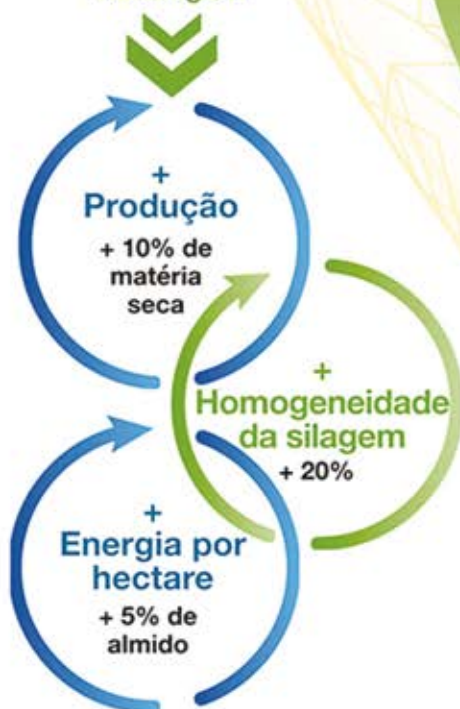 +
Produção
+ 10% de
matéria
seca
+
Homogeneidade
da silagem
+ 20%
+
Energia por
hectare
+ 5% de
almido